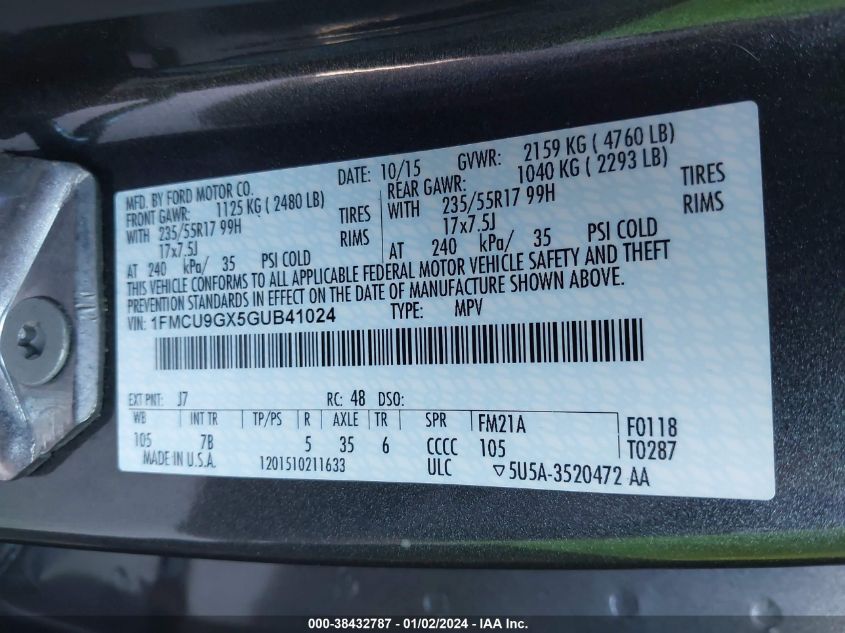 MFD. BY FORD MOTOR CO. DATE: 10/15 GVWR: 2159 KG ( 4760 LB)
FRONT GAWR: 1125 KG ( 2480 LB) REAR GAWR: 1040 KG ( 2293 LB)
WITH 235/55R17 99H TIRES WITH 235/55R17 99H TIRES
17x7.5J RIMS 17x7.5J RIMS
AT 240 kPa/ 35 PSI COLD AT 240 kPa/ 35 PSI COLD
THIS VEHICLE CONFORMS TO ALL APPLICABLE FEDERAL MOTOR VEHICLE SAFETY AND THEFT
PREVENTION STANDARDS IN EFFECT ON THE DATE OF MANUFACTURE SHOWN ABOVE.
VIN: 1FMCU9GX5GUB41024 TYPE: MPV
EXT PNT: J7 RC: 48 DSO:
WB INT TR TP/PS R AXLE TR SPR FM21A F0118
105 7B 5 35 6 CCCC 105 T0287
MADE IN U.S.A. 1201510211633 ULC ▽5U5A-3520472 AA
000-38432787 - 01/02/2024 - IAA Inc.